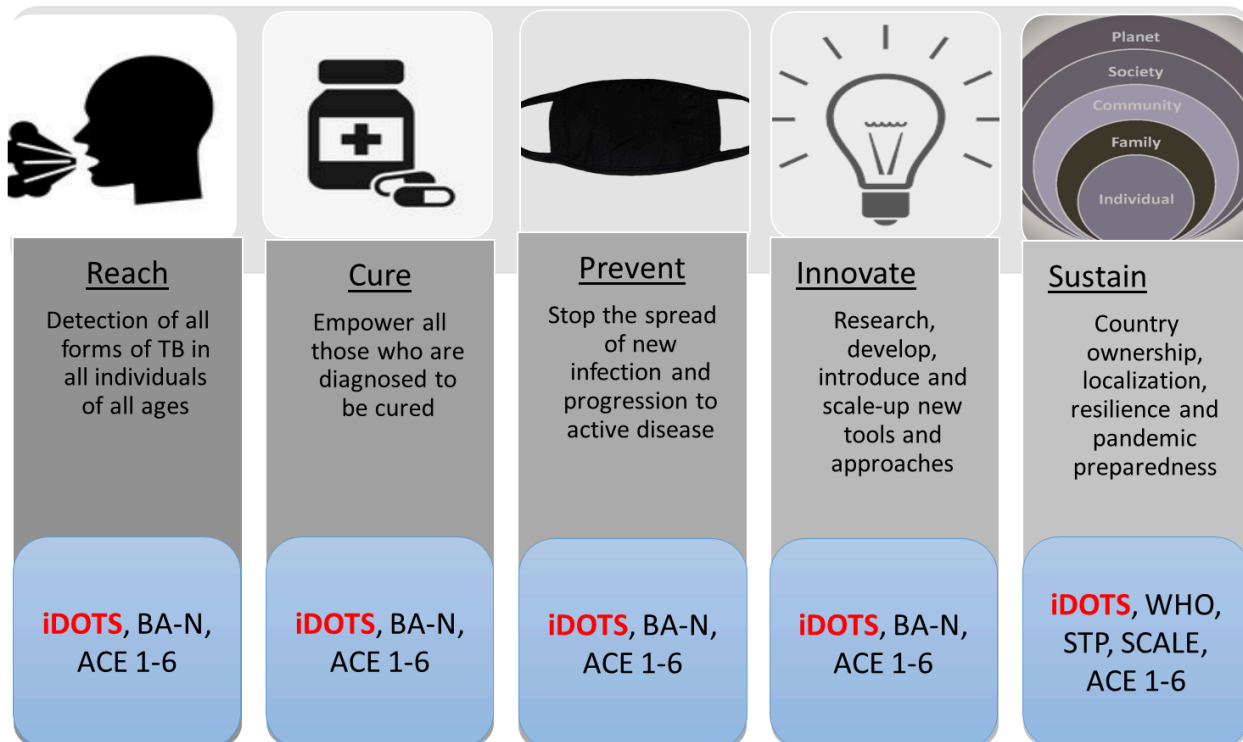 Planet
Society
Community
Family
Individual
Reach
Detection of all
forms of TB in
all individuals
of all ages
iDOTS, BA-N,
ACE 1-6
Cure
Empower all
those who are
diagnosed to
be cured
iDOTS, BA-N,
ACE 1-6
Prevent
Stop the spread
of new
infection and
progression to
active disease
iDOTS, BA-N,
ACE 1-6
Innovate
Research,
develop,
introduce and
scale-up new
tools and
approaches
iDOTS, BA-N,
ACE 1-6
Sustain
Country
ownership,
localization,
resilience and
pandemic
preparedness
iDOTS, WHO,
STP, SCALE,
ACE 1-6